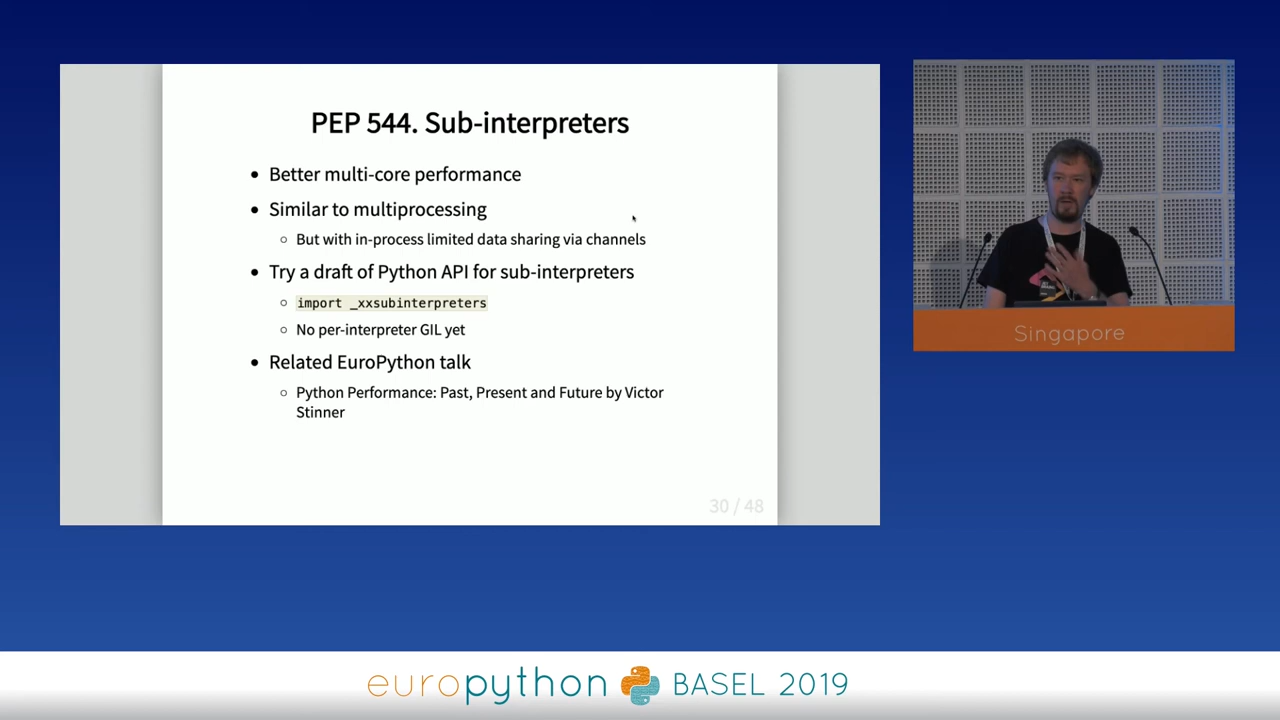 PEP 544. Sub-interpreters
• Better multi-core performance
• Similar to multiprocessing
○ But with in-process limited data sharing via channels
• Try a draft of Python API for sub-interpreters
○ import _xxsubinterpreters
○ No per-interpreter GIL yet
• Related EuroPython talk
○ Python Performance: Past, Present and Future by Victor
Stinner
30 / 48
Singapore
europython BASEL 2019